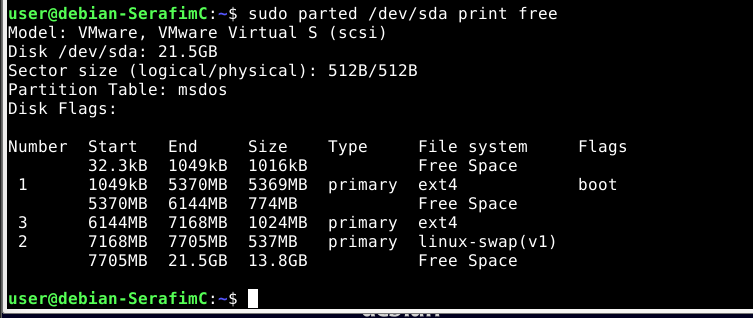 user@debian-SerafimC:~$ sudo parted /dev/sda print free
Model: VMware, VMware Virtual S (scsi)
Disk /dev/sda: 21.5GB
Sector size (logical/physical): 512B/512B
Partition Table: msdos
Disk Flags:
Number  Start   End     Size    Type     File system     Flags
        32.3kB  1049kB  1016kB           Free Space
 1      1049kB  5370MB  5369MB  primary  ext4            boot
        5370MB  6144MB  774MB            Free Space
 3      6144MB  7168MB  1024MB  primary  ext4
 2      7168MB  7705MB  537MB   primary  linux-swap(v1)
        7705MB  21.5GB  13.8GB           Free Space
user@debian-SerafimC:~$